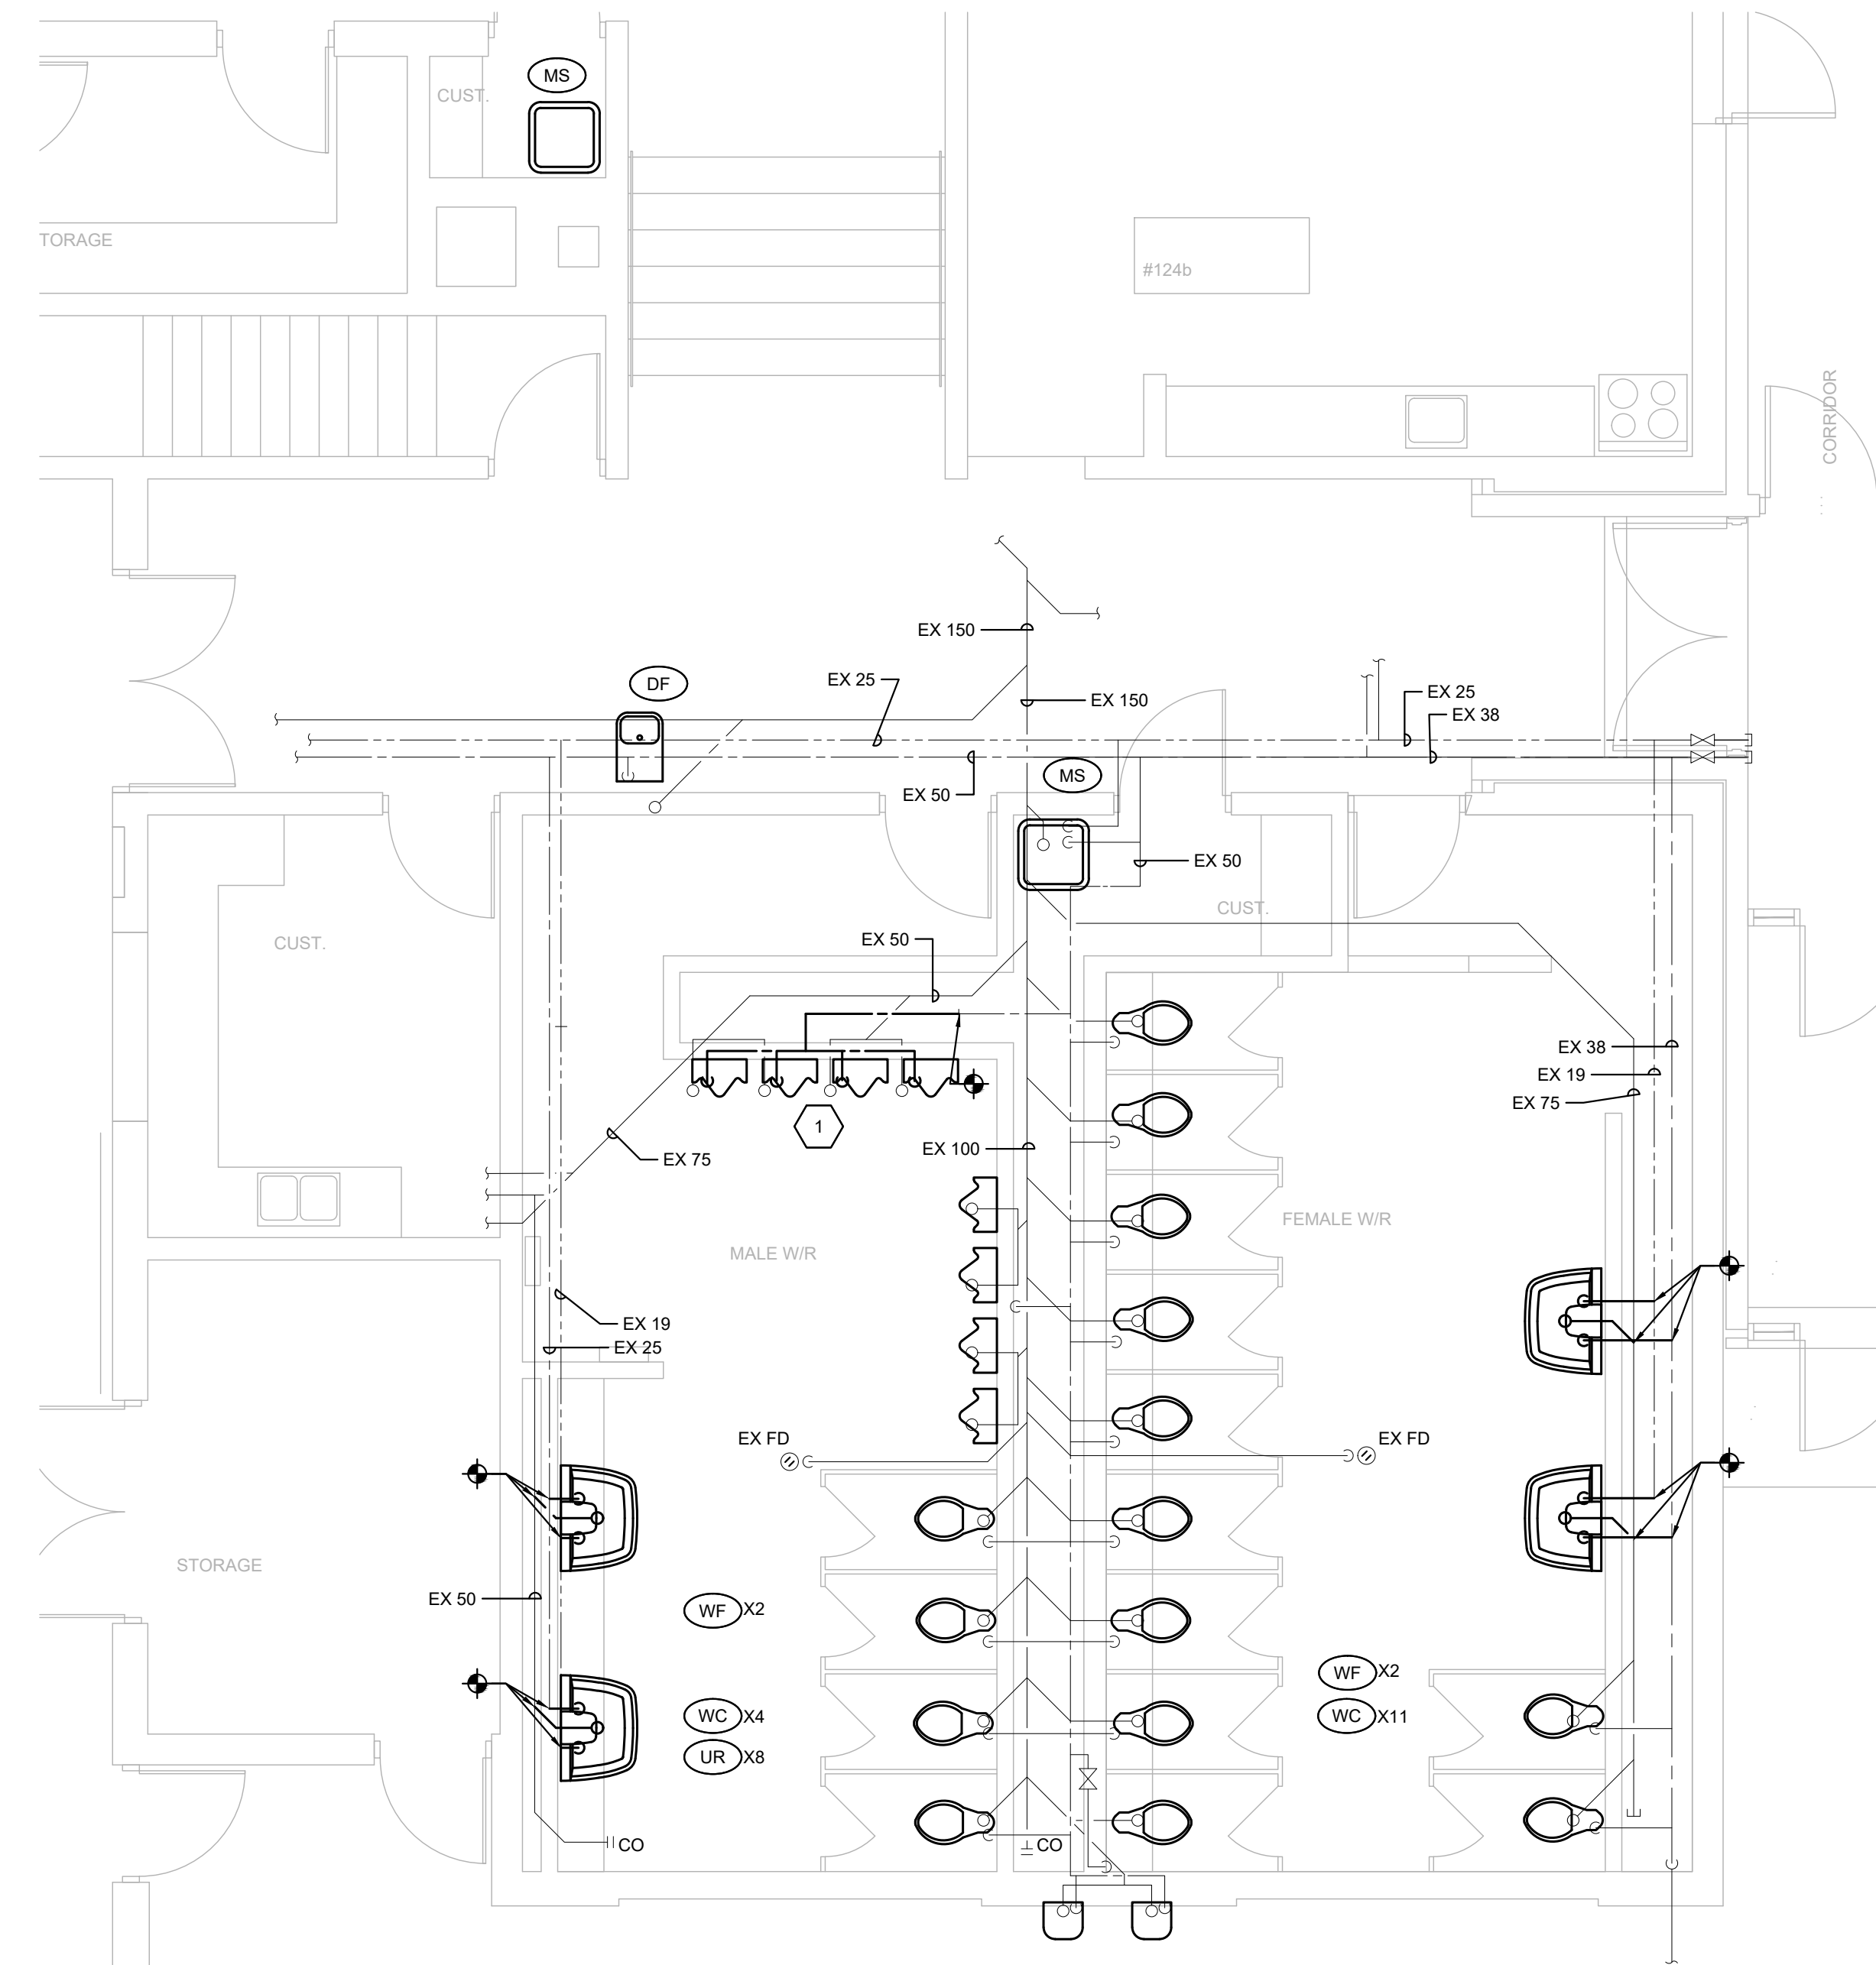 MS
CUST.
TORAGE
#124b
CORRIDOR
EX 150
DF
EX 25
EX 150
EX 25
EX 38
MS
EX 50
EX 50
CUST.
EX 50
CUST.
EX 38
EX 19
EX 75
1
EX 100
EX 75
FEMALE W/R
MALE W/R
EX 19
EX 25
EX FD
EX FD
STORAGE
EX 50
WF X2
WF X2
WC X4
WC X11
UR X8
CO
CO